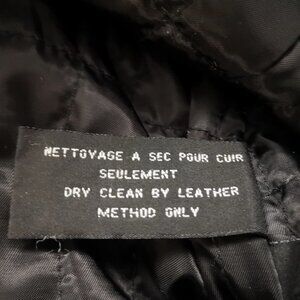 NETTOYAGE A SEC POUR CUIR
SEULEMENT
DRY CLEAN BY LEATHER
METHOD ONLY